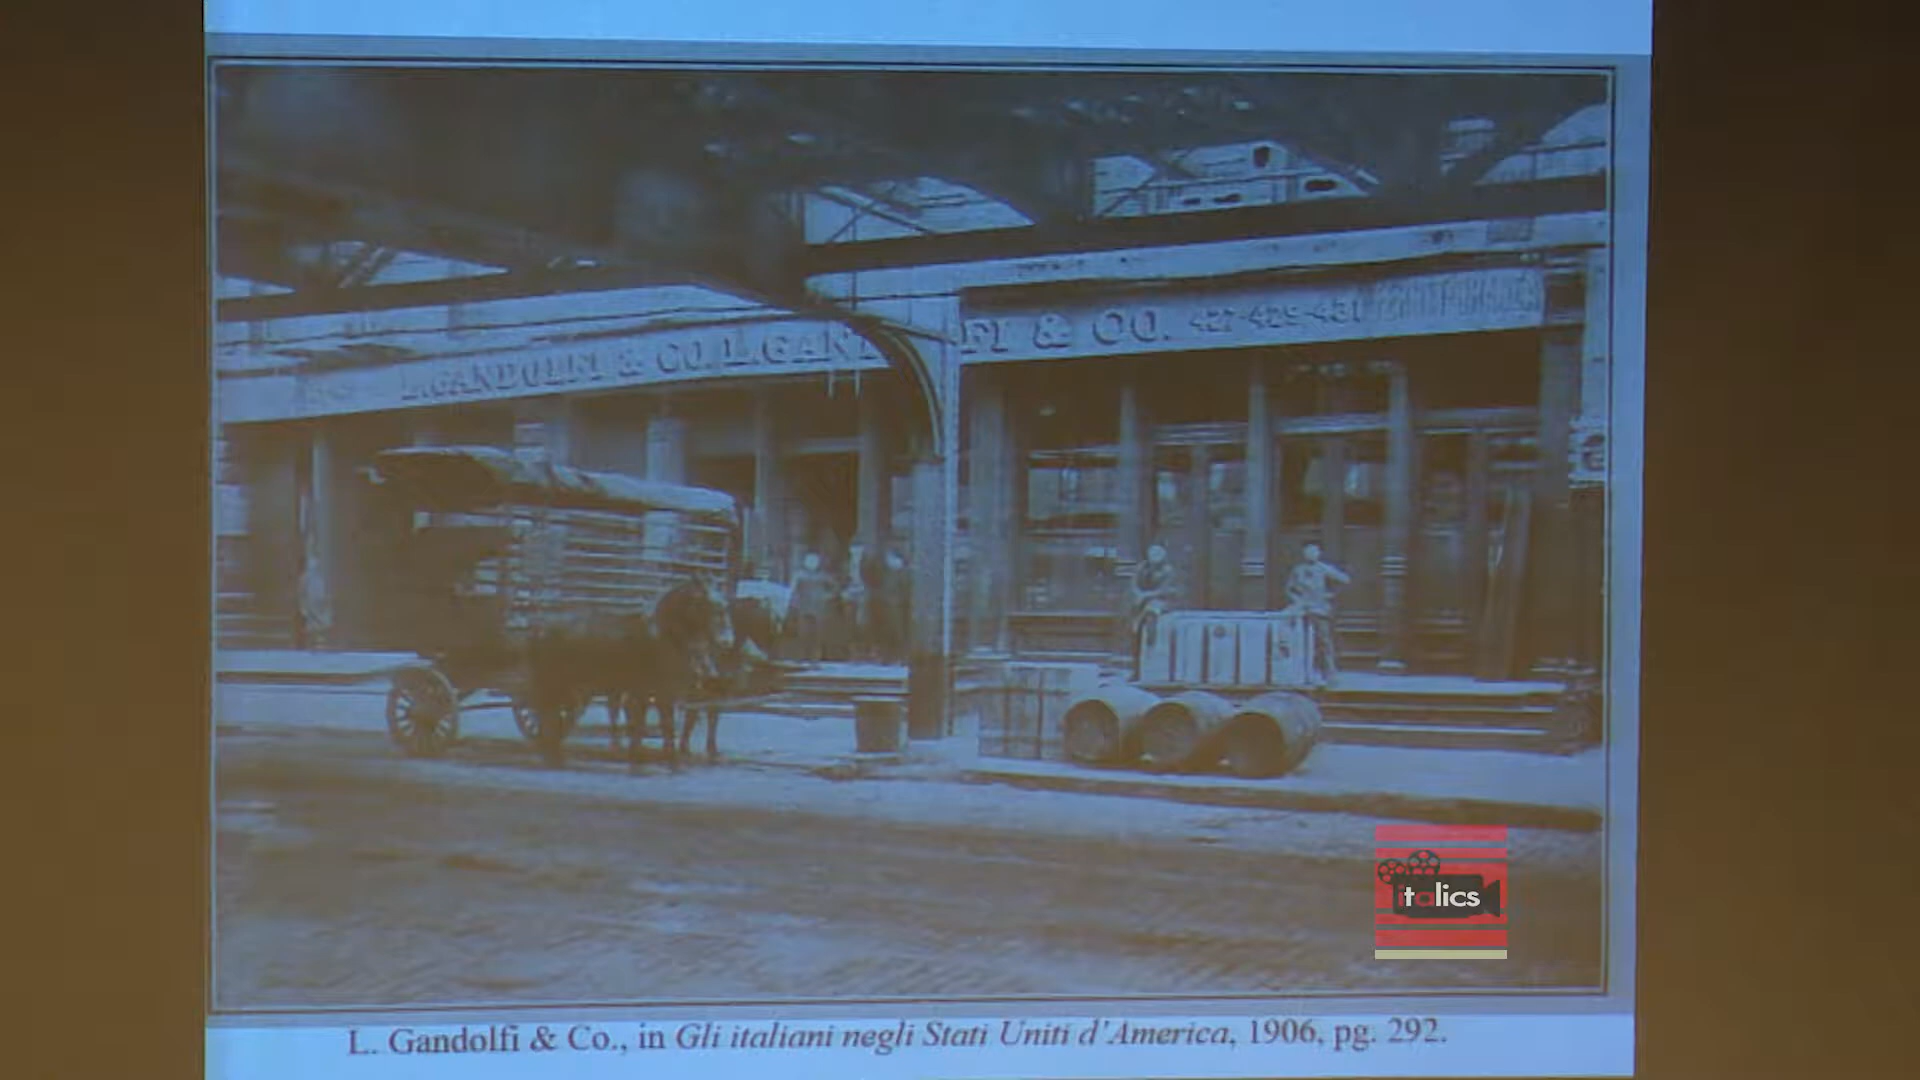 L. GANDOLFI & CO. L. GAN
FI & CO. 427-429-431
italics
L. Gandolfi & Co., in Gli italiani negli Stati Uniti d'America, 1906, pg. 292.